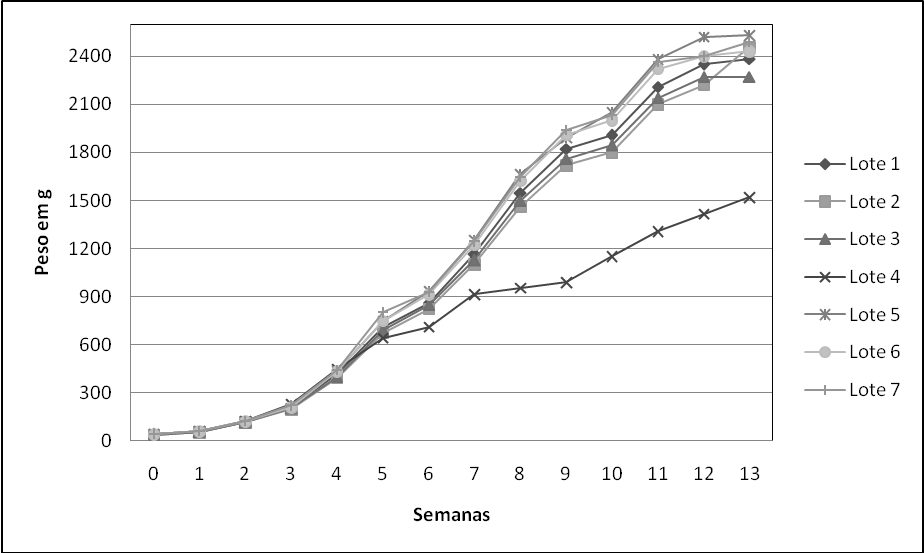 Peso em g
2400
2100
1800
1500
1200
900
600
300
0
0 1 2 3 4 5 6 7 8 9 10 11 12 13
Semanas
Lote 1
Lote 2
Lote 3
Lote 4
Lote 5
Lote 6
Lote 7